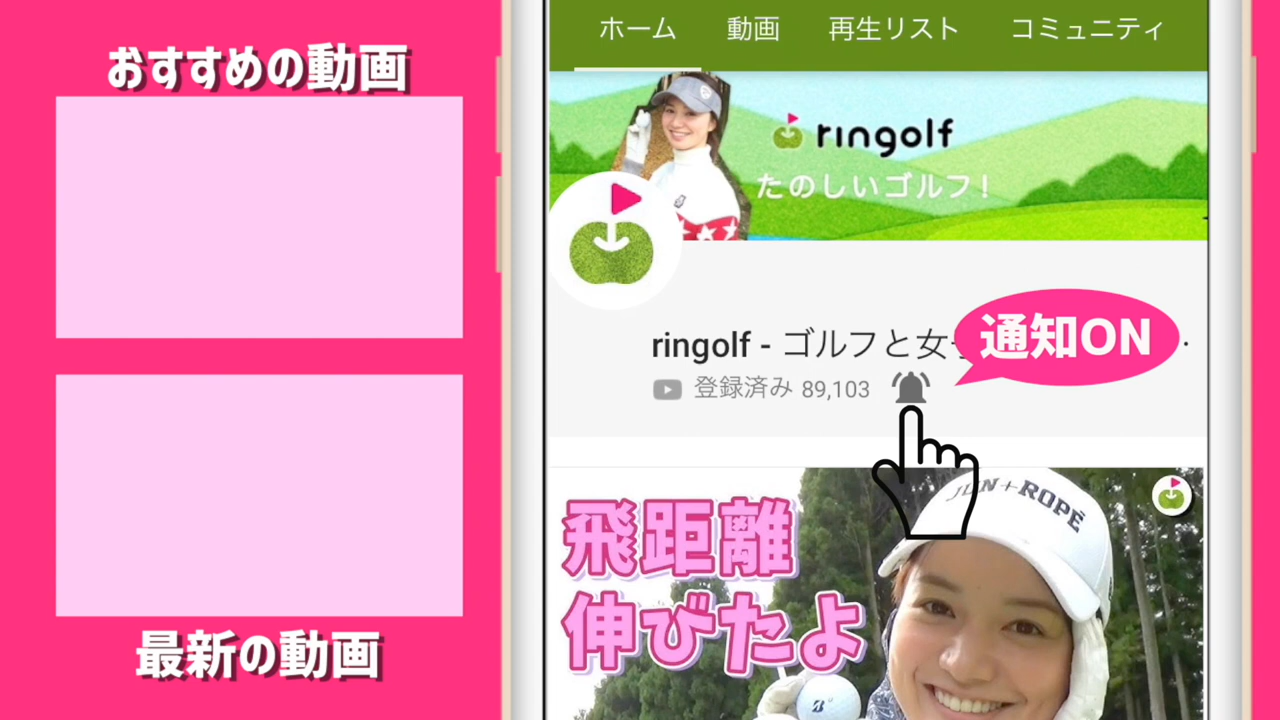 おすすめの動画
最新の動画
ホーム 動画 再生リスト コミュニティ
ringolf
たのしいゴルフ!
ringolf - ゴルフと女
通知ON
登録済み 89,103
飛距離
伸びたよ
JUN+ROPÉ
B